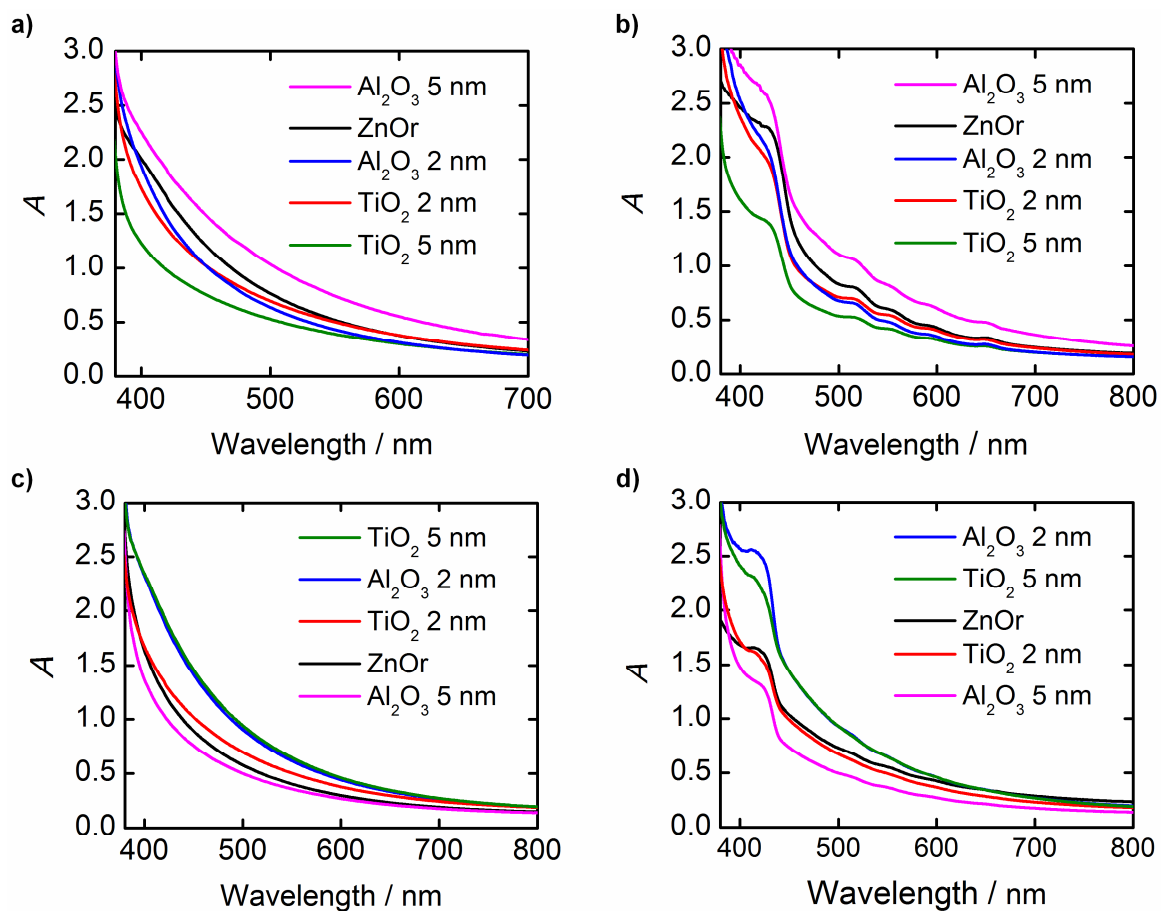 a)
3.0
2.5
2.0
1.5
1.0
0.5
0.0
A
Al₂O₃ 5 nm
ZnOr
Al₂O₃ 2 nm
TiO₂ 2 nm
TiO₂ 5 nm
400 500 600 700
Wavelength / nm
b)
3.0
2.5
2.0
1.5
1.0
0.5
0.0
A
Al₂O₃ 5 nm
ZnOr
Al₂O₃ 2 nm
TiO₂ 2 nm
TiO₂ 5 nm
400 500 600 700 800
Wavelength / nm
c)
3.0
2.5
2.0
1.5
1.0
0.5
0.0
A
TiO₂ 5 nm
Al₂O₃ 2 nm
TiO₂ 2 nm
ZnOr
Al₂O₃ 5 nm
400 500 600 700 800
Wavelength / nm
d)
3.0
2.5
2.0
1.5
1.0
0.5
0.0
A
Al₂O₃ 2 nm
TiO₂ 5 nm
ZnOr
TiO₂ 2 nm
Al₂O₃ 5 nm
400 500 600 700 800
Wavelength / nm